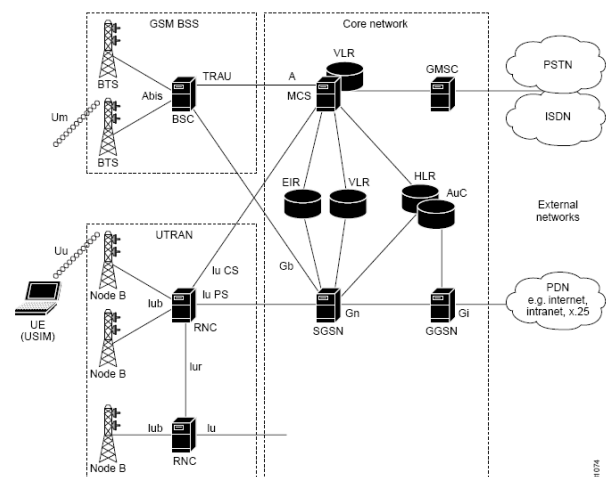 GSM BSS
Core network
VLR
BTS
TRAU
A
GMSC
PSTN
Abis
MCS
BSC
Um
ISDN
BTS
EIR
VLR
HLR
AuC
External
networks
UTRAN
Uu
Iu CS
Gb
Node B
Iub
Iu PS
PDN
e.g. internet,
intranet, x.25
UE
(USIM)
RNC
SGSN
Gn
GGSN
Gi
Node B
Iur
Iub
Iu
Node B
RNC